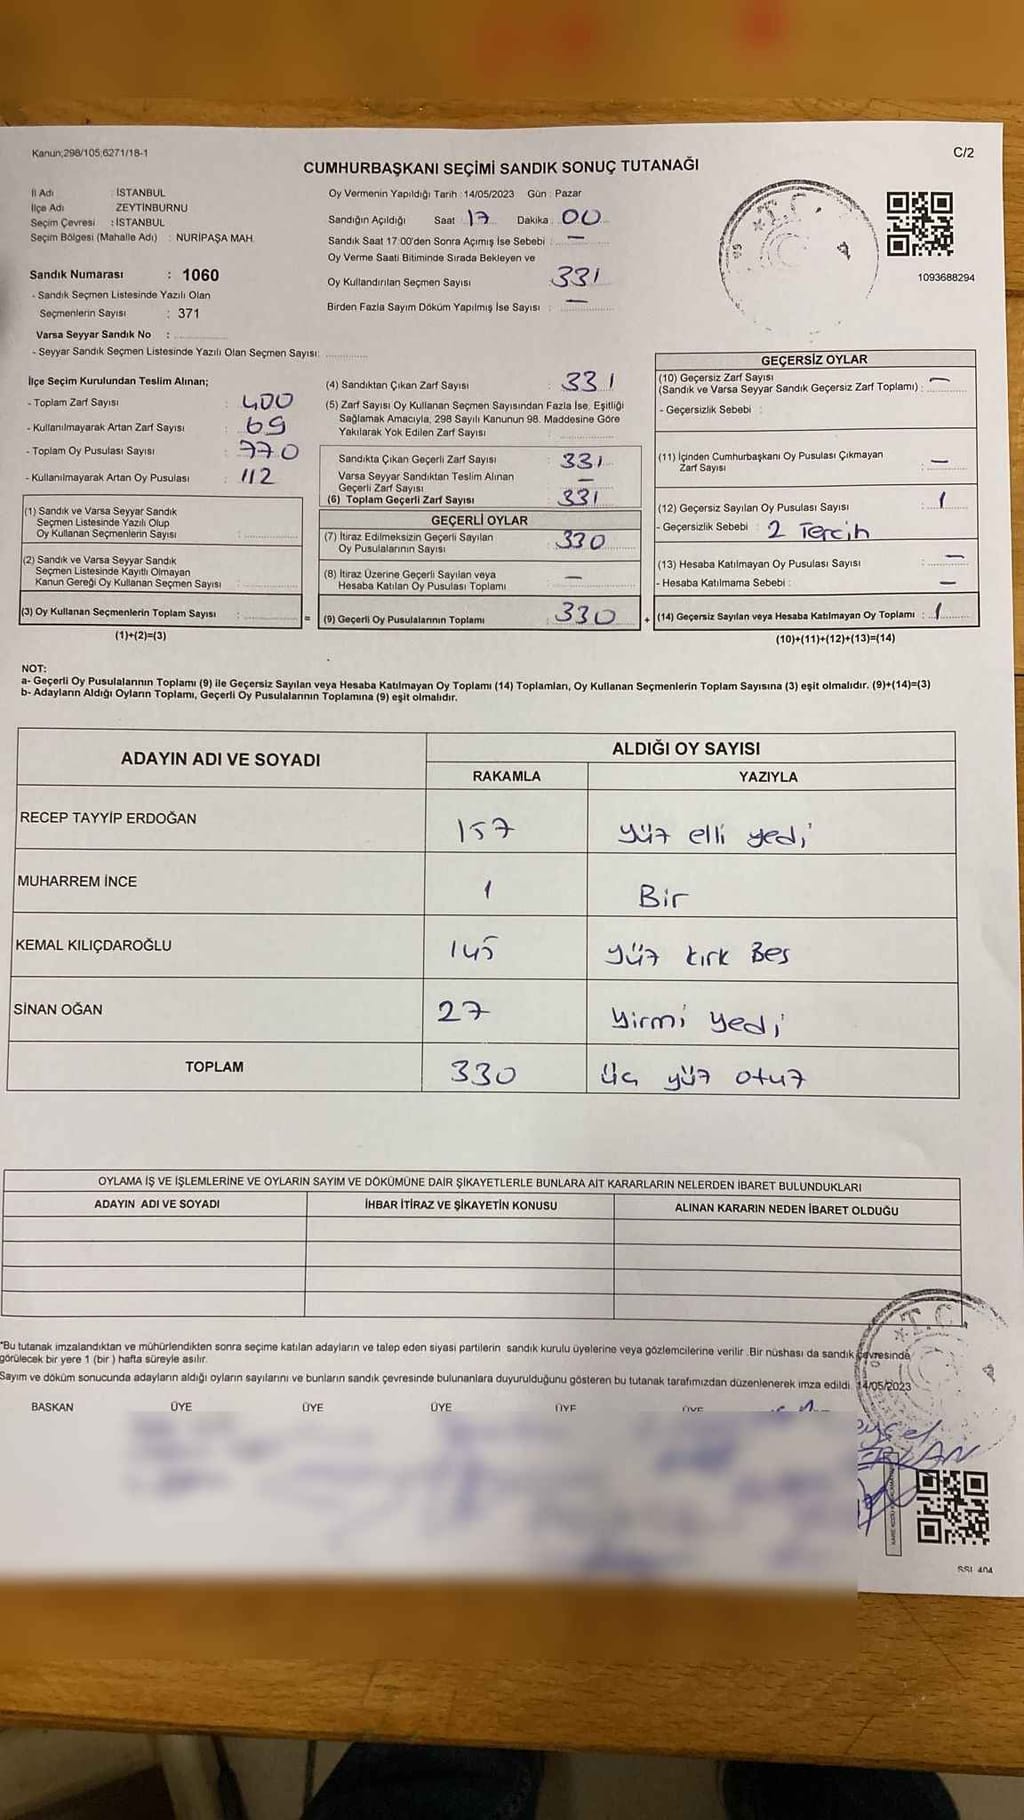 Kanun;298/105;6271/18-1
C/2
CUMHURBAŞKANI SEÇİMİ SANDIK SONUÇ TUTANAĞI
İl Adı : İSTANBUL
İlçe Adı ZEYTİNBURNU
Seçim Çevresi : İSTANBUL
Seçim Bölgesi (Mahalle Adı) : NURİPAŞA MAH.
Sandık Numarası : 1060
- Sandık Seçmen Listesinde Yazılı Olan
Seçmenlerin Sayısı : 371
Varsa Seyyar Sandık No :
- Seyyar Sandık Seçmen Listesinde Yazılı Olan Seçmen Sayısı:
Oy Vermenin Yapıldığı Tarih : 14/05/2023 Gün : Pazar
Sandığın Açıldığı Saat 17 Dakika 00
Sandık Saat 17:00'den Sonra Açımış İse Sebebi : —
Oy Verme Saati Bitiminde Sırada Bekleyen ve
Oy Kullandırılan Seçmen Sayısı 331
Birden Fazla Sayım Döküm Yapılmış İse Sayısı : —
T.C.
1093688294
İlçe Seçim Kurulundan Teslim Alınan;
- Toplam Zarf Sayısı : 400
- Kullanılmayarak Artan Zarf Sayısı : 69
- Toplam Oy Pusulası Sayısı : 770
- Kullanılmayarak Artan Oy Pusulası : 112
(1) Sandık ve Varsa Seyyar Sandık
Seçmen Listesinde Yazılı Olup
Oy Kullanan Seçmenlerin Sayısı :
(2) Sandık ve Varsa Seyyar Sandık
Seçmen Listesinde Kayıtlı Olmayan
Kanun Gereği Oy Kullanan Seçmen Sayısı :
(3) Oy Kullanan Seçmenlerin Toplam Sayısı :
(1)+(2)=(3)
(4) Sandıktan Çıkan Zarf Sayısı : 331
(5) Zarf Sayısı Oy Kullanan Seçmen Sayısından Fazla İse, Eşitliği
Sağlamak Amacıyla, 298 Sayılı Kanunun 98. Maddesine Göre
Yakılarak Yok Edilen Zarf Sayısı :
Sandıkta Çıkan Geçerli Zarf Sayısı : 331
Varsa Seyyar Sandıktan Teslim Alınan
Geçerli Zarf Sayısı : —
(6) Toplam Geçerli Zarf Sayısı : 331
GEÇERLİ OYLAR
(7) İtiraz Edilmeksizin Geçerli Sayılan
Oy Pusulalarının Sayısı : 330
(8) İtiraz Üzerine Geçerli Sayılan veya
Hesaba Katılan Oy Pusulası Toplamı : —
= (9) Geçerli Oy Pusulalarının Toplamı : 330
GEÇERSİZ OYLAR
(10) Geçersiz Zarf Sayısı
(Sandık ve Varsa Seyyar Sandık Geçersiz Zarf Toplamı) : —
- Geçersizlik Sebebi :
(11) İçinden Cumhurbaşkanı Oy Pusulası Çıkmayan
Zarf Sayısı : —
(12) Geçersiz Sayılan Oy Pusulası Sayısı : 1
- Geçersizlik Sebebi : 2 Tercih
(13) Hesaba Katılmayan Oy Pusulası Sayısı : —
- Hesaba Katılmama Sebebi : —
+ (14) Geçersiz Sayılan veya Hesaba Katılmayan Oy Toplamı : 1
(10)+(11)+(12)+(13)=(14)
NOT:
a- Geçerli Oy Pusulalarının Toplamı (9) ile Geçersiz Sayılan veya Hesaba Katılmayan Oy Toplamı (14) Toplamları, Oy Kullanan Seçmenlerin Toplam Sayısına (3) eşit olmalıdır. (9)+(14)=(3)
b- Adayların Aldığı Oyların Toplamı, Geçerli Oy Pusulalarının Toplamına (9) eşit olmalıdır.
ADAYIN ADI VE SOYADI
ALDIĞI OY SAYISI
RAKAMLA YAZIYLA
RECEP TAYYİP ERDOĞAN 157 yüz elli yedi
MUHARREM İNCE 1 Bir
KEMAL KILIÇDAROĞLU 145 yüz kırk Beş
SİNAN OĞAN 27 yirmi yedi
TOPLAM 330 üç yüz otuz
OYLAMA İŞ VE İŞLEMLERİNE VE OYLARIN SAYIM VE DÖKÜMÜNE DAİR ŞİKAYETLERLE BUNLARA AİT KARARLARIN NELERDEN İBARET BULUNDUKLARI
ADAYIN ADI VE SOYADI İHBAR İTİRAZ VE ŞİKAYETİN KONUSU ALINAN KARARIN NEDEN İBARET OLDUĞU
T.C
*Bu tutanak imzalandıktan ve mühürlendikten sonra seçime katılan adayların ve talep eden siyasi partilerin sandık kurulu üyelerine veya gözlemcilerine verilir .Bir nüshası da sandık çevresinde
görülecek bir yere 1 (bir ) hafta süreyle asılır.
Sayım ve döküm sonucunda adayların aldığı oyların sayılarını ve bunların sandık çevresinde bulunanlara duyurulduğunu gösteren bu tutanak tarafımızdan düzenlenerek imza edildi. 14/05/2023
BAŞKAN ÜYE ÜYE ÜYE ÜYE ÜYE